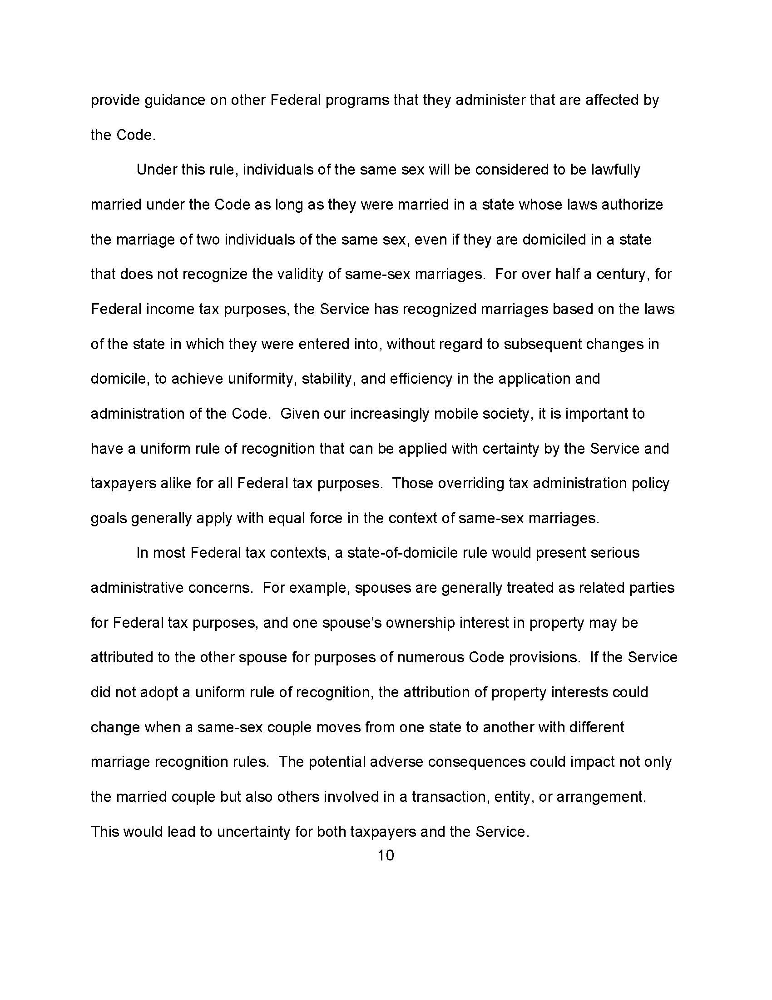 provide guidance on other Federal programs that they administer that are affected by
the Code.
Under this rule, individuals of the same sex will be considered to be lawfully
married under the Code as long as they were married in a state whose laws authorize
the marriage of two individuals of the same sex, even if they are domiciled in a state
that does not recognize the validity of same-sex marriages.  For over half a century, for
Federal income tax purposes, the Service has recognized marriages based on the laws
of the state in which they were entered into, without regard to subsequent changes in
domicile, to achieve uniformity, stability, and efficiency in the application and
administration of the Code.  Given our increasingly mobile society, it is important to
have a uniform rule of recognition that can be applied with certainty by the Service and
taxpayers alike for all Federal tax purposes.  Those overriding tax administration policy
goals generally apply with equal force in the context of same-sex marriages.
In most Federal tax contexts, a state-of-domicile rule would present serious
administrative concerns.  For example, spouses are generally treated as related parties
for Federal tax purposes, and one spouse’s ownership interest in property may be
attributed to the other spouse for purposes of numerous Code provisions.  If the Service
did not adopt a uniform rule of recognition, the attribution of property interests could
change when a same-sex couple moves from one state to another with different
marriage recognition rules.  The potential adverse consequences could impact not only
the married couple but also others involved in a transaction, entity, or arrangement.
This would lead to uncertainty for both taxpayers and the Service.
10